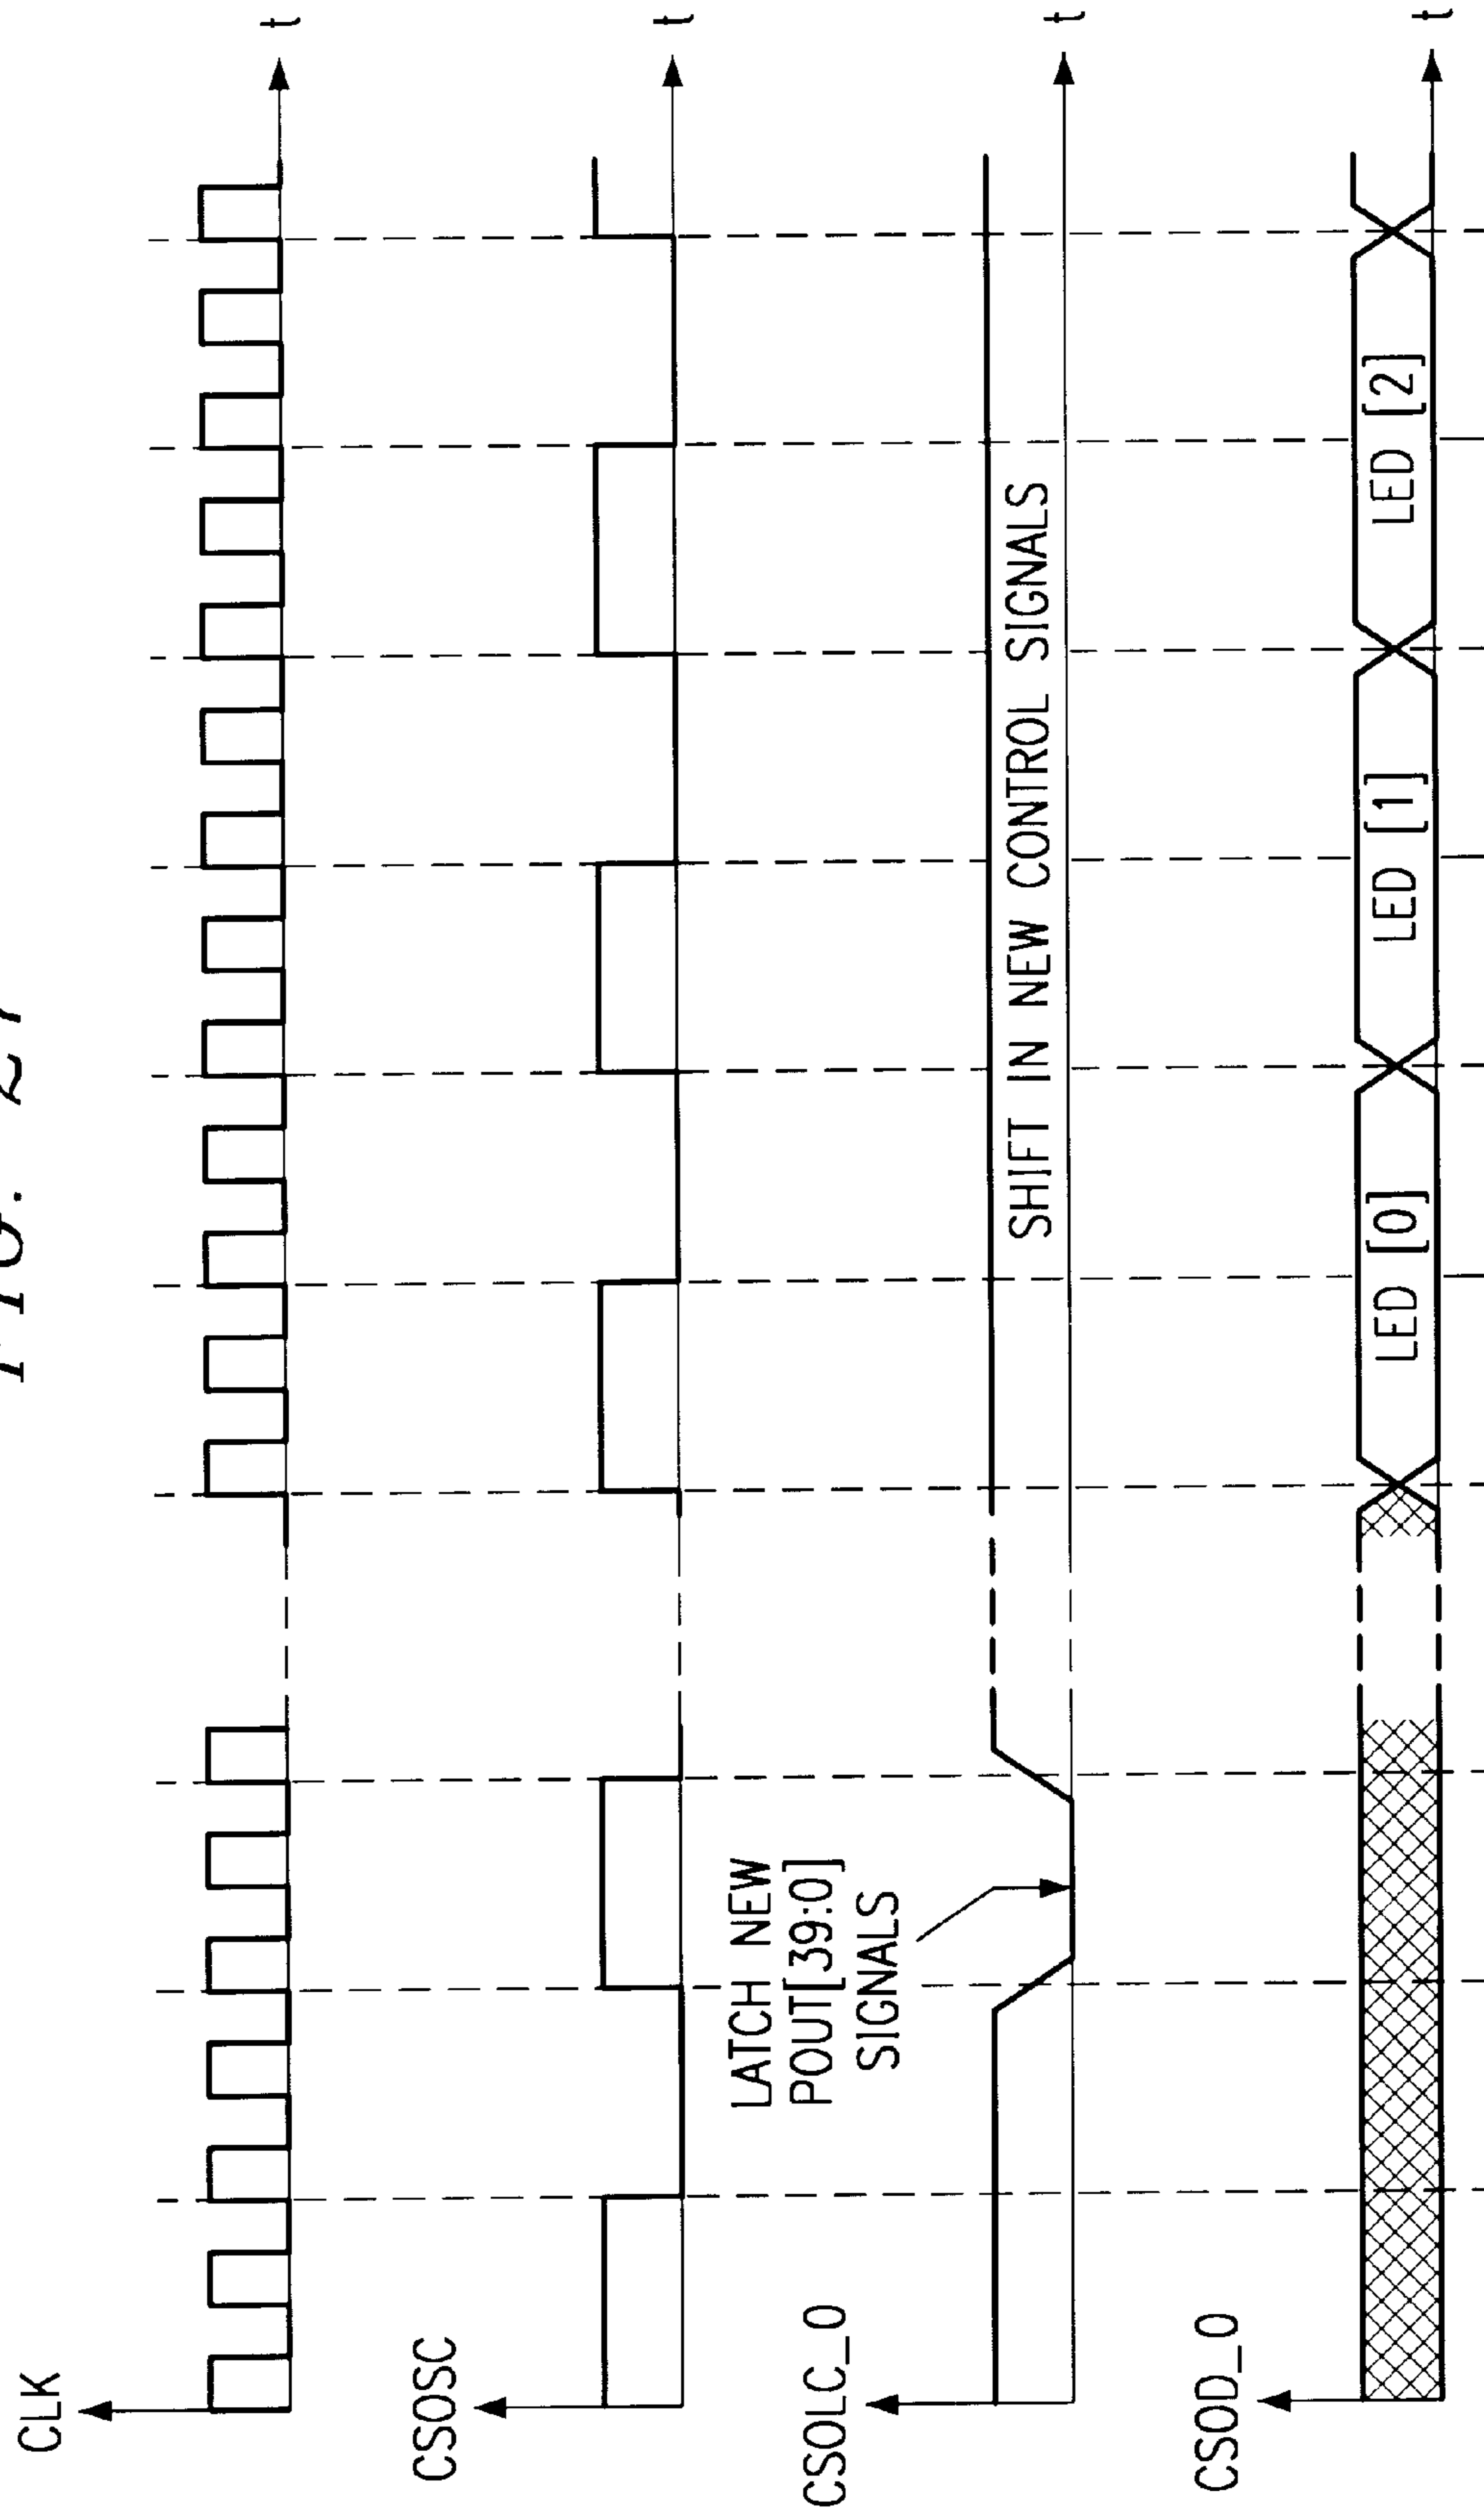 CLK
t
CSOSC
t
LATCH NEW
POUT[39:0]
SIGNALS
CSOLC_0
SHIFT IN NEW CONTROL SIGNALS
t
CSOD_0
LED [0]
LED [1]
LED [2]
t